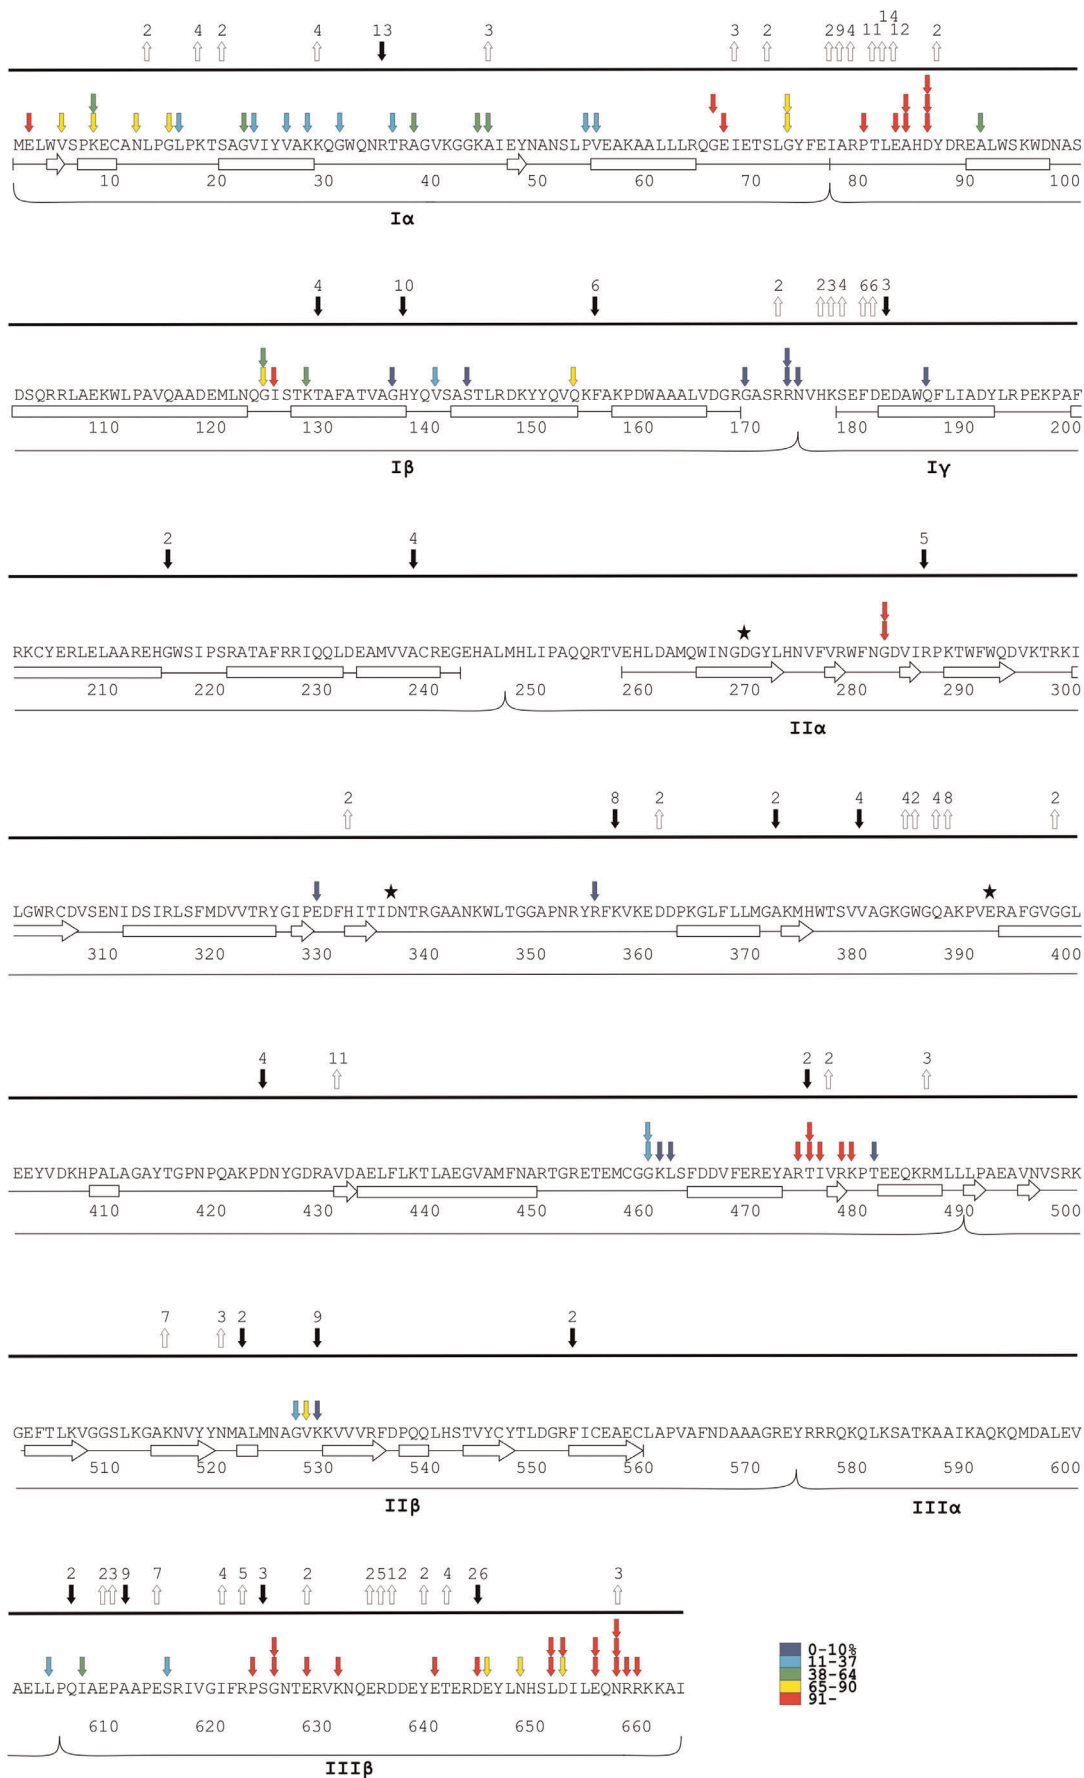 2 4 2 4 13 3 3 2 2 9 4 11 14 12 2
MELWVSPKECANLPGLPKTSAGVIYVAKKQGWQNRTRAGVKGGKAIEYNANSLPVEAKAALLLRQGEIETSLGYFEIARPTLEAHDYDREALWSKWDNAS
10 20 30 40 50 60 70 80 90 100
Iα
4 10 6 2 2 3 4 6 6 3
DSQRRLAEKWLPAVQAADEMLNQGISTKTAFATVAGHYQVSASTLRDKYYQVQKFAKPDWAAALVDGRGASRRNVHKSEFDEDAWQFLIADYLRPEKPAF
110 120 130 140 150 160 170 180 190 200
Iβ Iγ
2 4 5
RKCYERLELAAREHGWSIPSRATAFRRIQQLDEAMVVACREGEHALMHLIPAQQRTVEHLDAMQWINGDGYLHNVFVRWFNGDVIRPKTWFWQDVKTRKI
210 220 230 240 250 260 270 280 290 300
IIα
2 8 2 2 4 4 2 4 8 2
LGWRCDVSENIDSIRLSFMDVVTRYGIPEDFHITIDNTRGAANKWLTGGAPNRYRFKVKEDDPKGLFLLMGAKMHWTSVVAGKGWGQAKPVERAFGVGGL
310 320 330 340 350 360 370 380 390 400
4 11 2 2 3
EEYVDKHPALAGAYTGPNPQAKPDNYGDRAVDAELFLKTLAEGVAMFNARTGRETEMCGGKLSFDDVFEREYARTIVRKPTEEQKRMLLLPAEAVNVSRK
410 420 430 440 450 460 470 480 490 500
7 3 2 9 2
GEFTLKVGGSLKGAKNVYYNMALMNAGVKKVVVRFDPQQLHSTVYCYTLDGRFICEAECLAPVAFNDAAAGREYRRRQKQLKSATKAAIKAQKQMDALEV
510 520 530 540 550 560 570 580 590 600
IIβ IIIα
2 2 3 9 7 4 5 3 2 2 5 12 2 4 26 3
AELLPQIAEPAAPESRIVGIFRPSGNTERVKNQERDDEYETERDEYLNHSLDILEQNRRKKAI
610 620 630 640 650 660
IIIβ
0-10%
11-37
38-64
65-90
91-